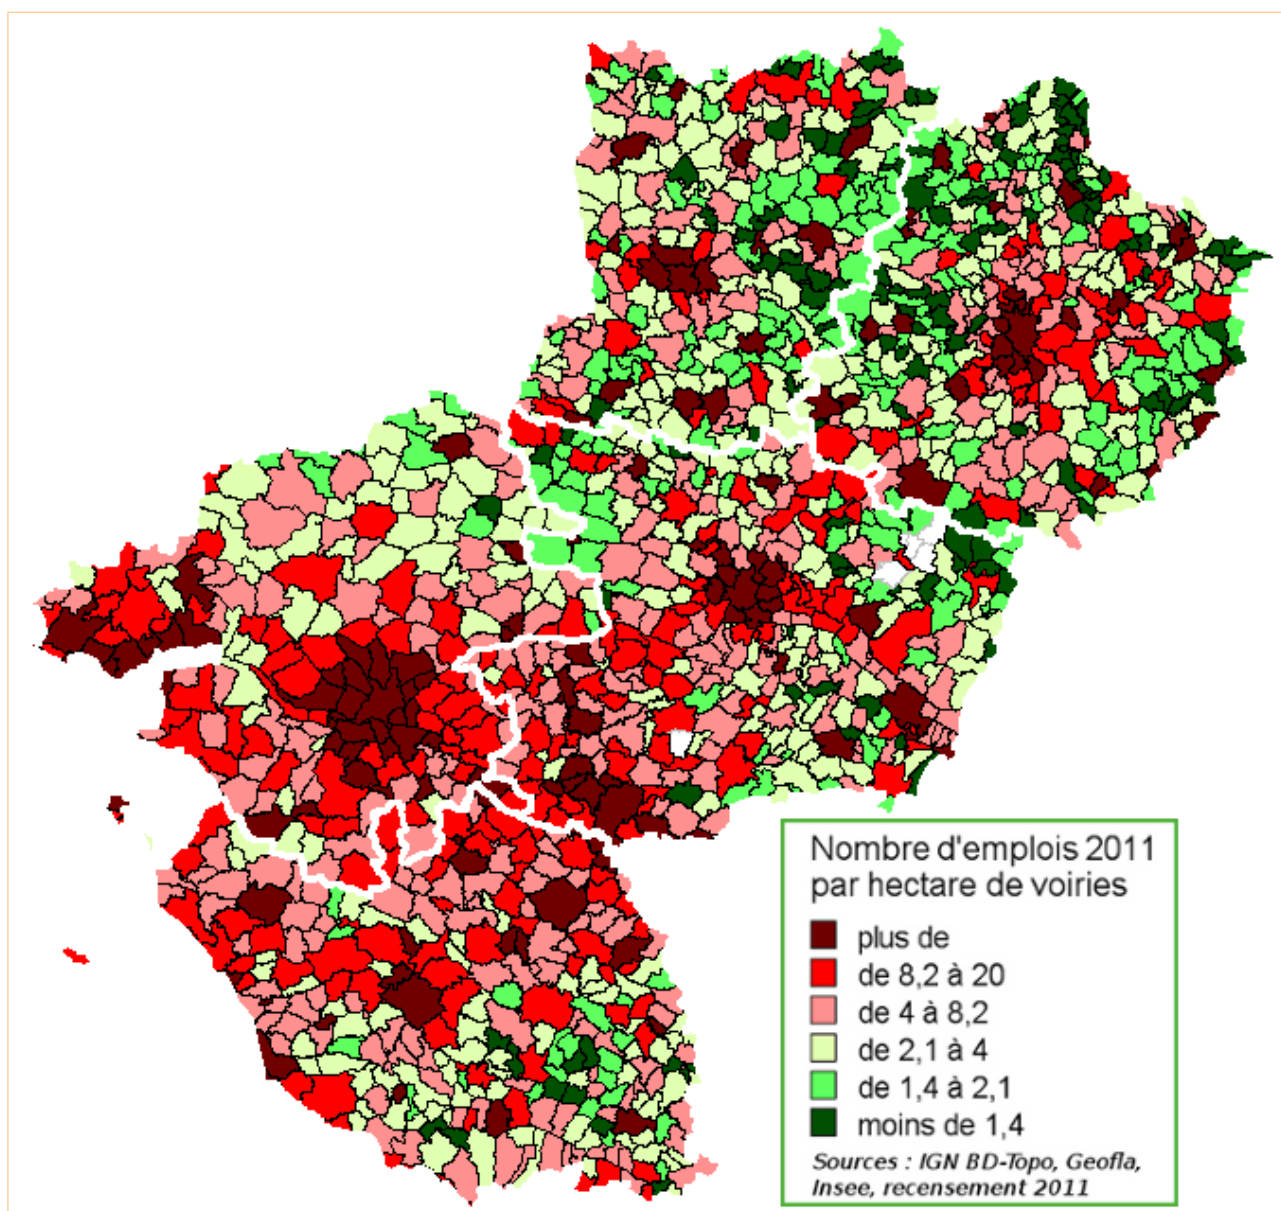 Nombre d'emplois 2011
par hectare de voiries
plus de
de 8,2 à 20
de 4 à 8,2
de 2,1 à 4
de 1,4 à 2,1
moins de 1,4
Sources : IGN BD-Topo, Geofla,
Insee, recensement 2011